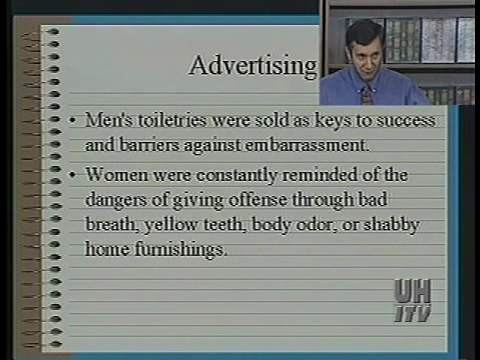 Advertising
• Men's toiletries were sold as keys to success
and barriers against embarrassment.
• Women were constantly reminded of the
dangers of giving offense through bad
breath, yellow teeth, body odor, or shabby
home furnishings.
UH
ITV